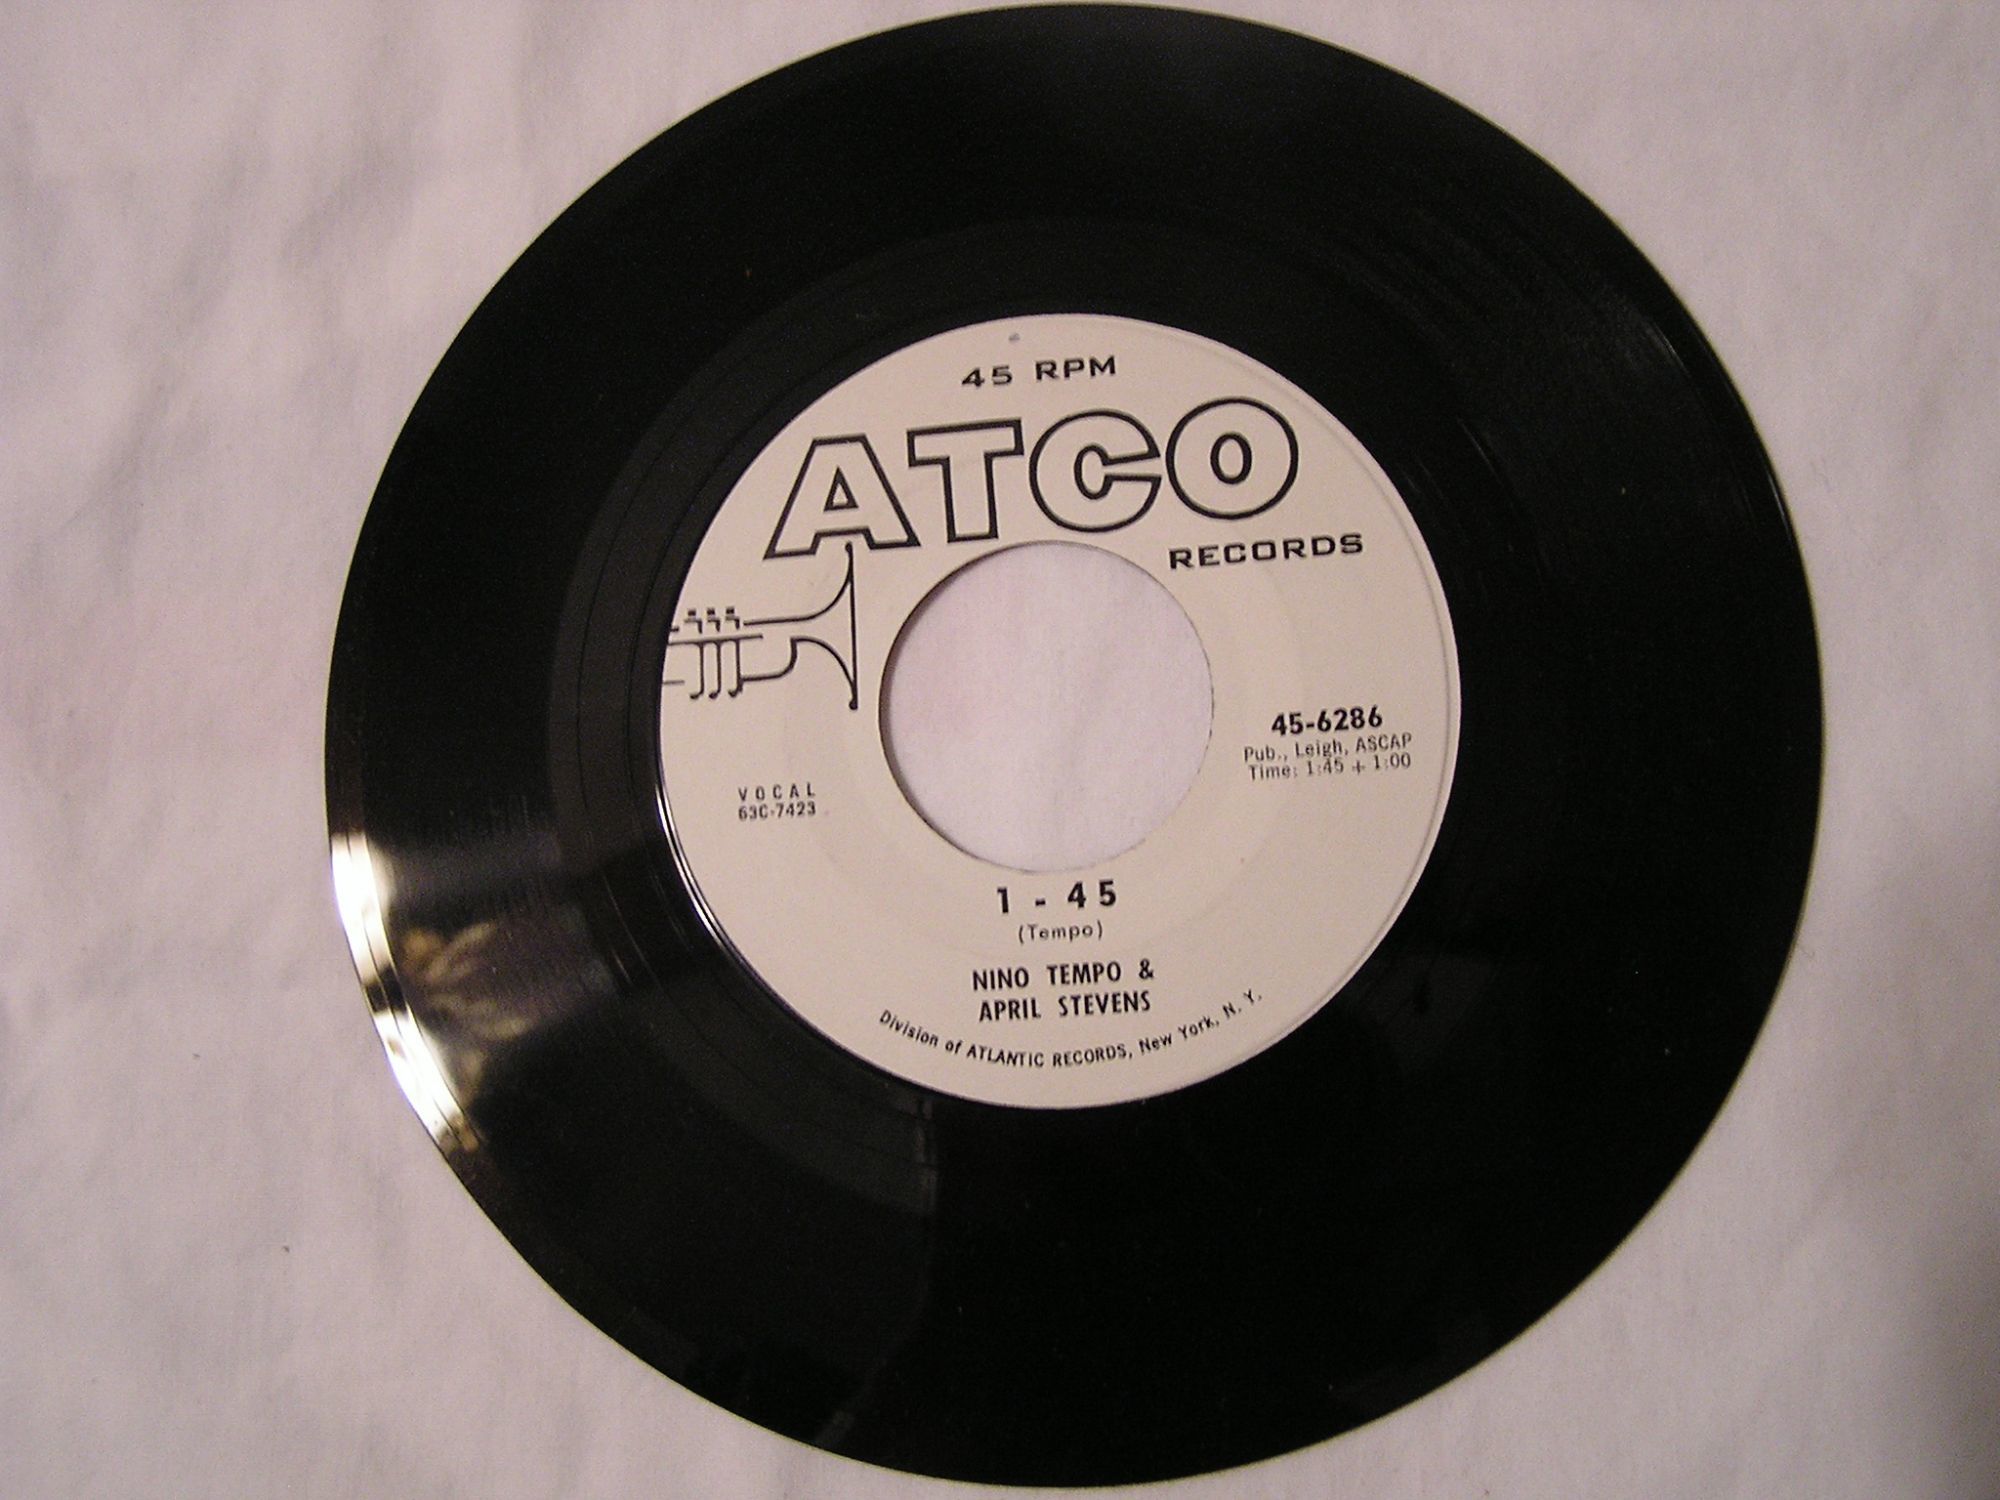 45 RPM
ATCO
RECORDS
45-6286
Pub., Leigh, ASCAP
Time: 1:45 + 1:00
VOCAL
63C-7423
1 - 45
(Tempo)
NINO TEMPO &
APRIL STEVENS
Division of ATLANTIC RECORDS, New York, N. Y.